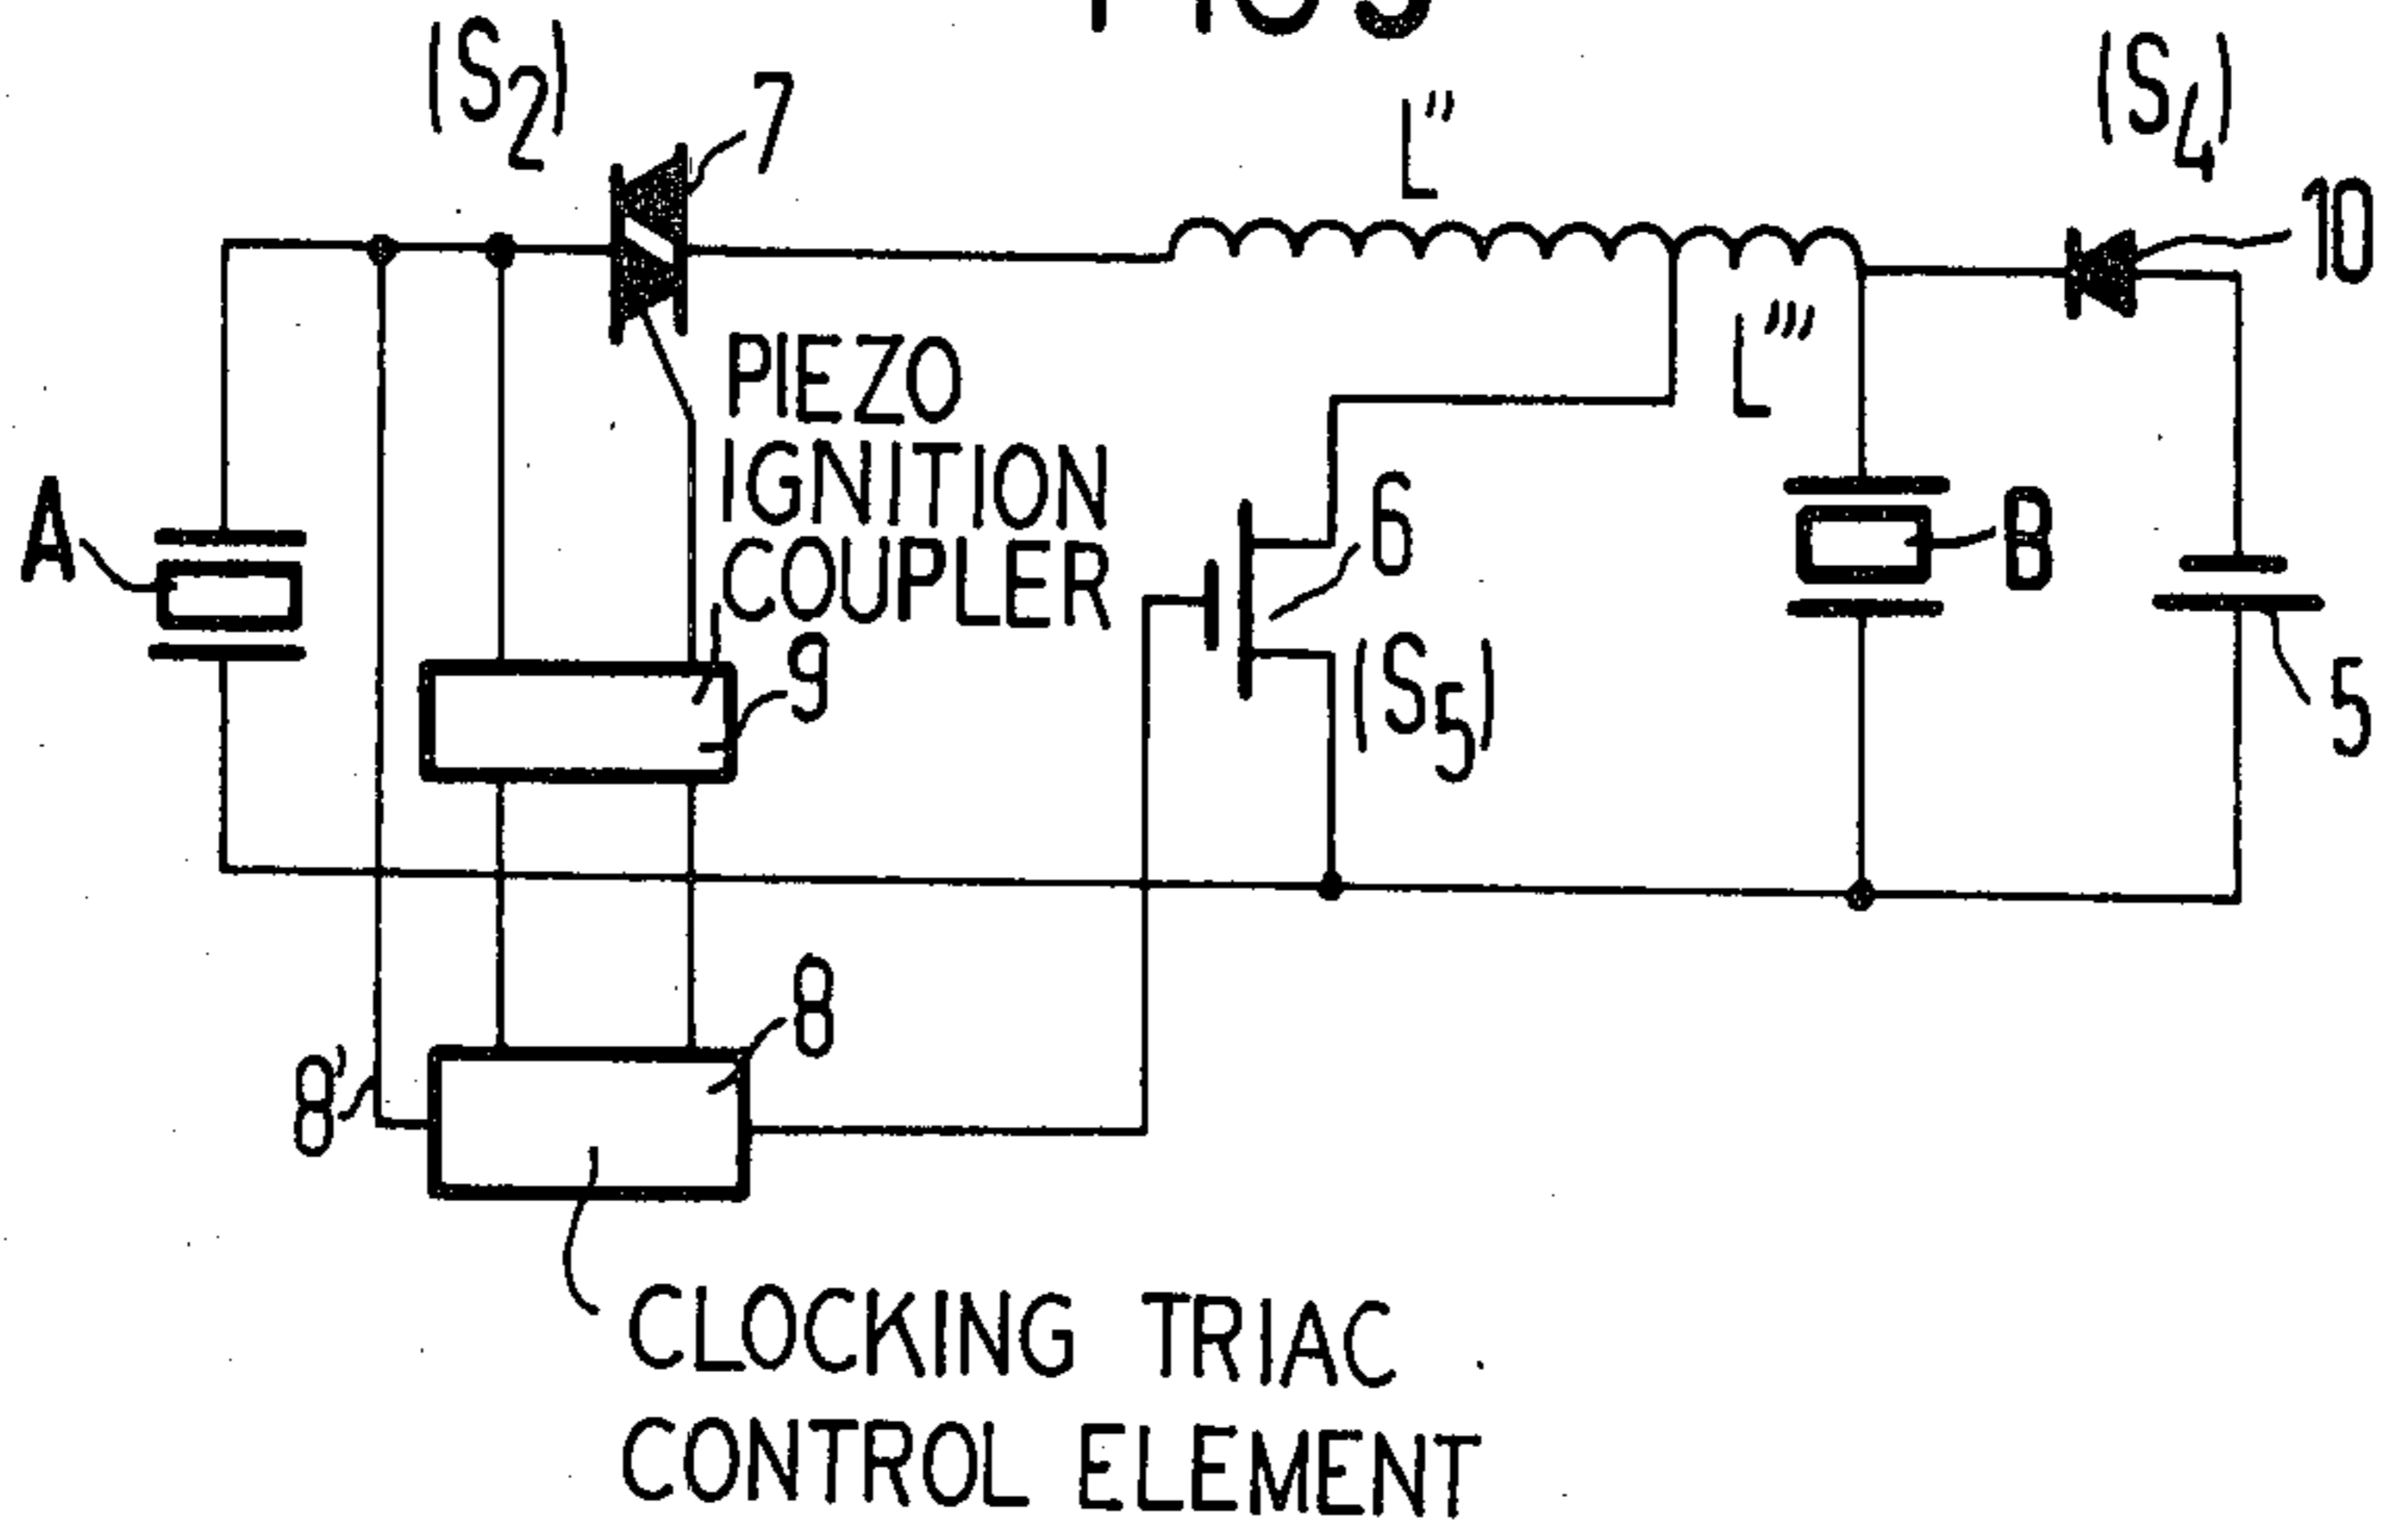 (S2)
7
L"
(S4)
10
L"'
PIEZO
IGNITION
COUPLER
A
6
B
9
(S5)
5
8
8'
CLOCKING TRIAC
CONTROL ELEMENT